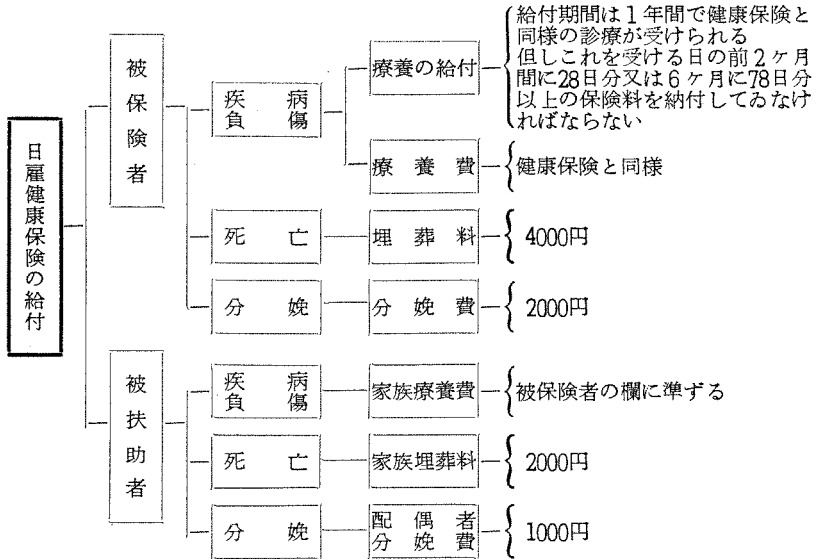 日雇健康保険の給付
被保険者
疾病
負傷
療養の給付
給付期間は1年間で健康保険と
同様の診療が受けられる
但しこれを受ける日の前2ヶ月
間に28日分又は6ヶ月に78日分
以上の保険料を納付してゐなけ
ればならない
療養費
健康保険と同様
死亡
埋葬料
4000円
分娩
分娩費
2000円
被扶助者
疾病
負傷
家族療養費
被保険者の欄に準ずる
死亡
家族埋葬料
2000円
分娩
配偶者
分娩費
1000円